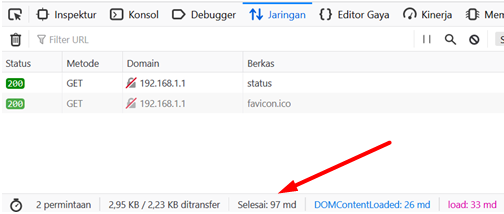 Inspektur Konsol Debugger Jaringan Editor Gaya Kinerja Mem
Filter URL
Status Metode Domain Berkas
200 GET 192.168.1.1 status
200 GET 192.168.1.1 favicon.ico
2 permintaan 2,95 KB / 2,23 KB ditransfer Selesai: 97 md DOMContentLoaded: 26 md load: 33 md